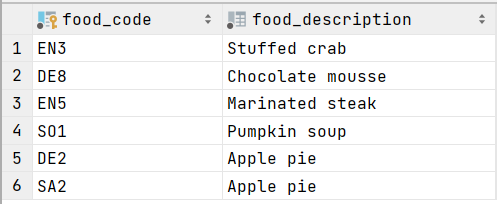 food_code food_description
1 EN3 Stuffed crab
2 DE8 Chocolate mousse
3 EN5 Marinated steak
4 SO1 Pumpkin soup
5 DE2 Apple pie
6 SA2 Apple pie